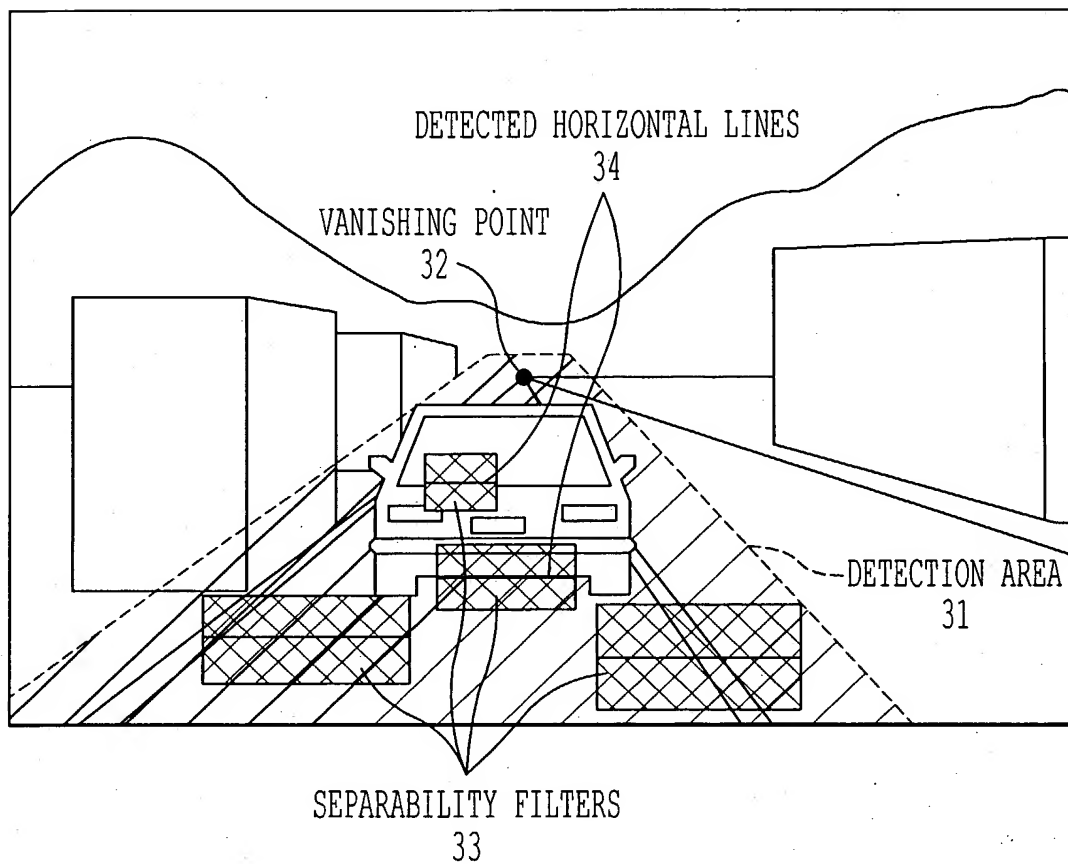 DETECTED HORIZONTAL LINES
34
VANISHING POINT
32
DETECTION AREA
31
SEPARABILITY FILTERS
33